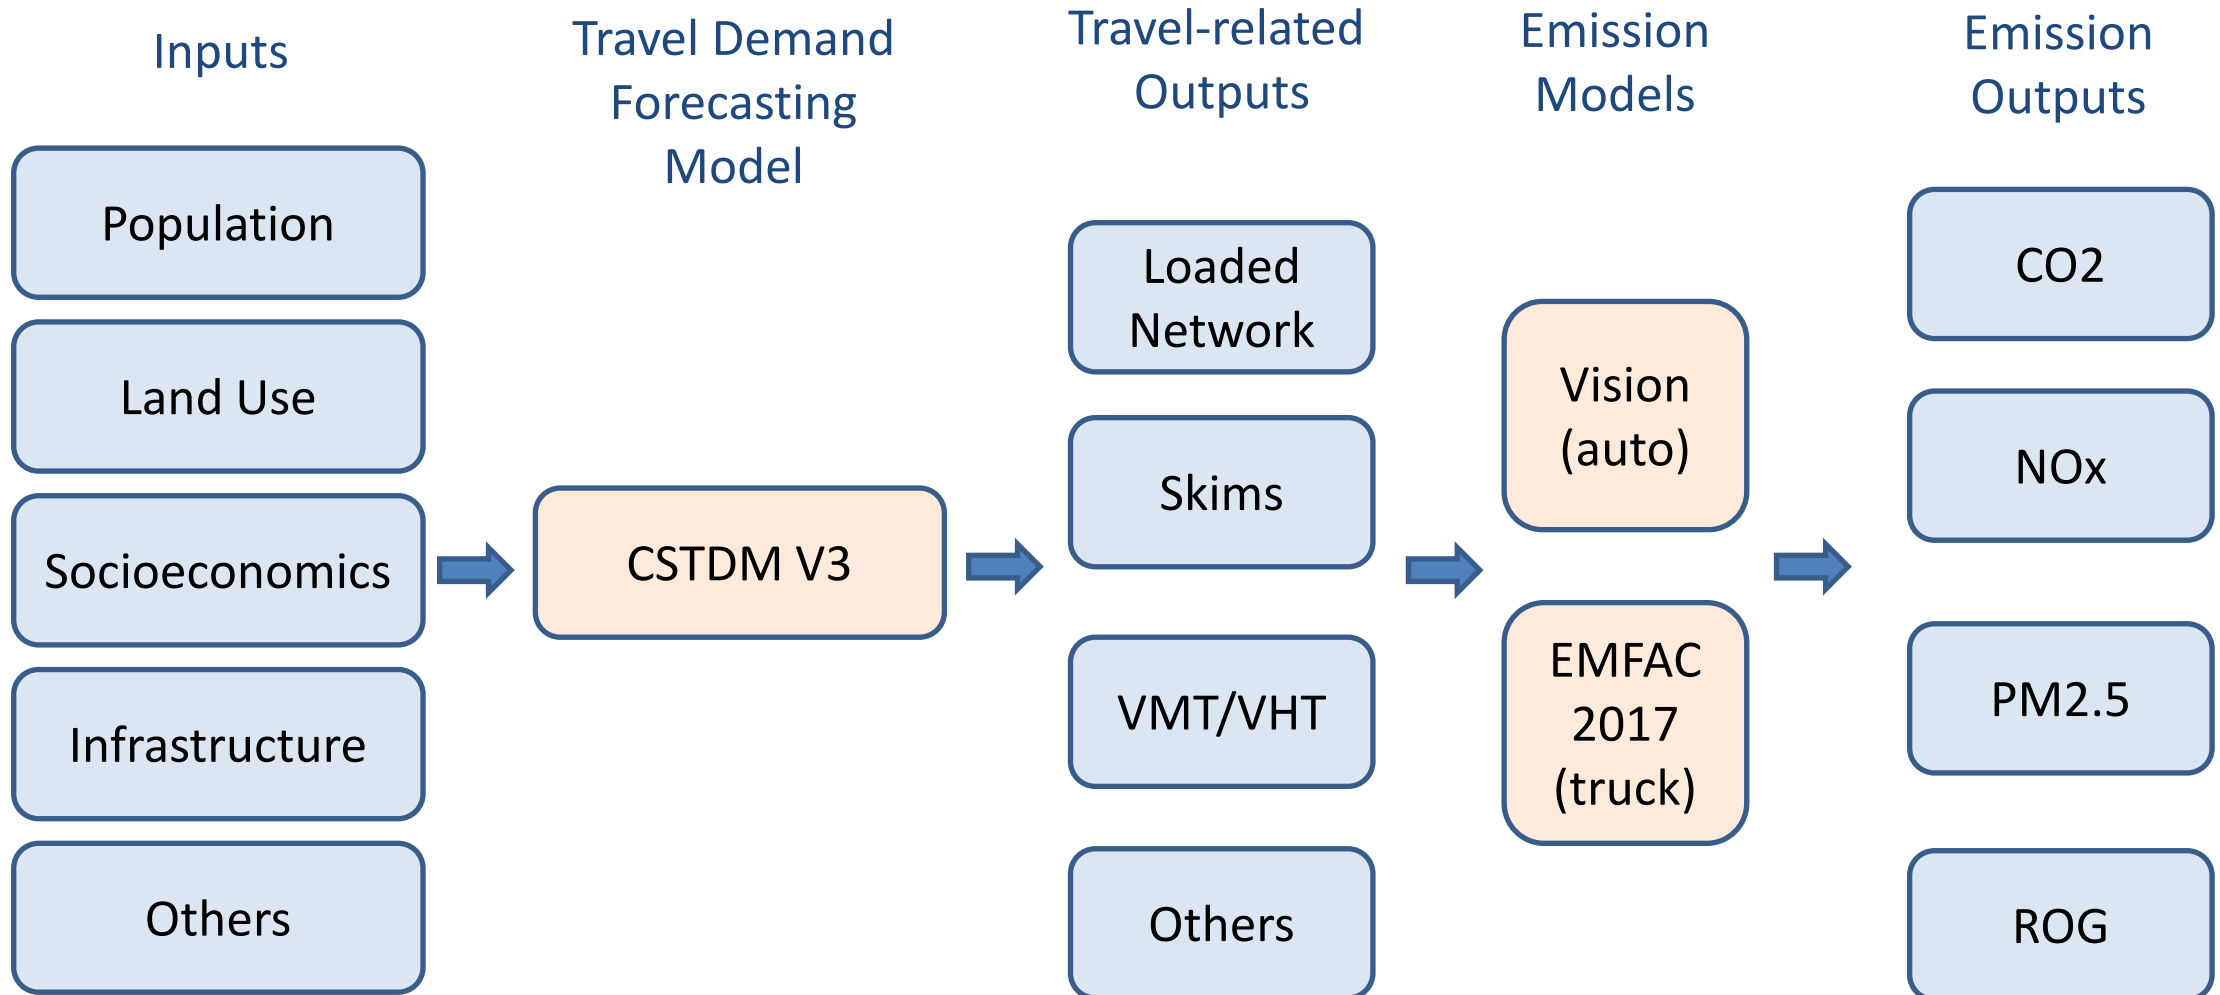 Inputs
Travel Demand
Forecasting
Model
Travel-related
Outputs
Emission
Models
Emission
Outputs
Population
Land Use
Socioeconomics
Infrastructure
Others
CSTDM V3
Loaded
Network
Skims
VMT/VHT
Others
Vision
(auto)
EMFAC
2017
(truck)
CO2
NOx
PM2.5
ROG